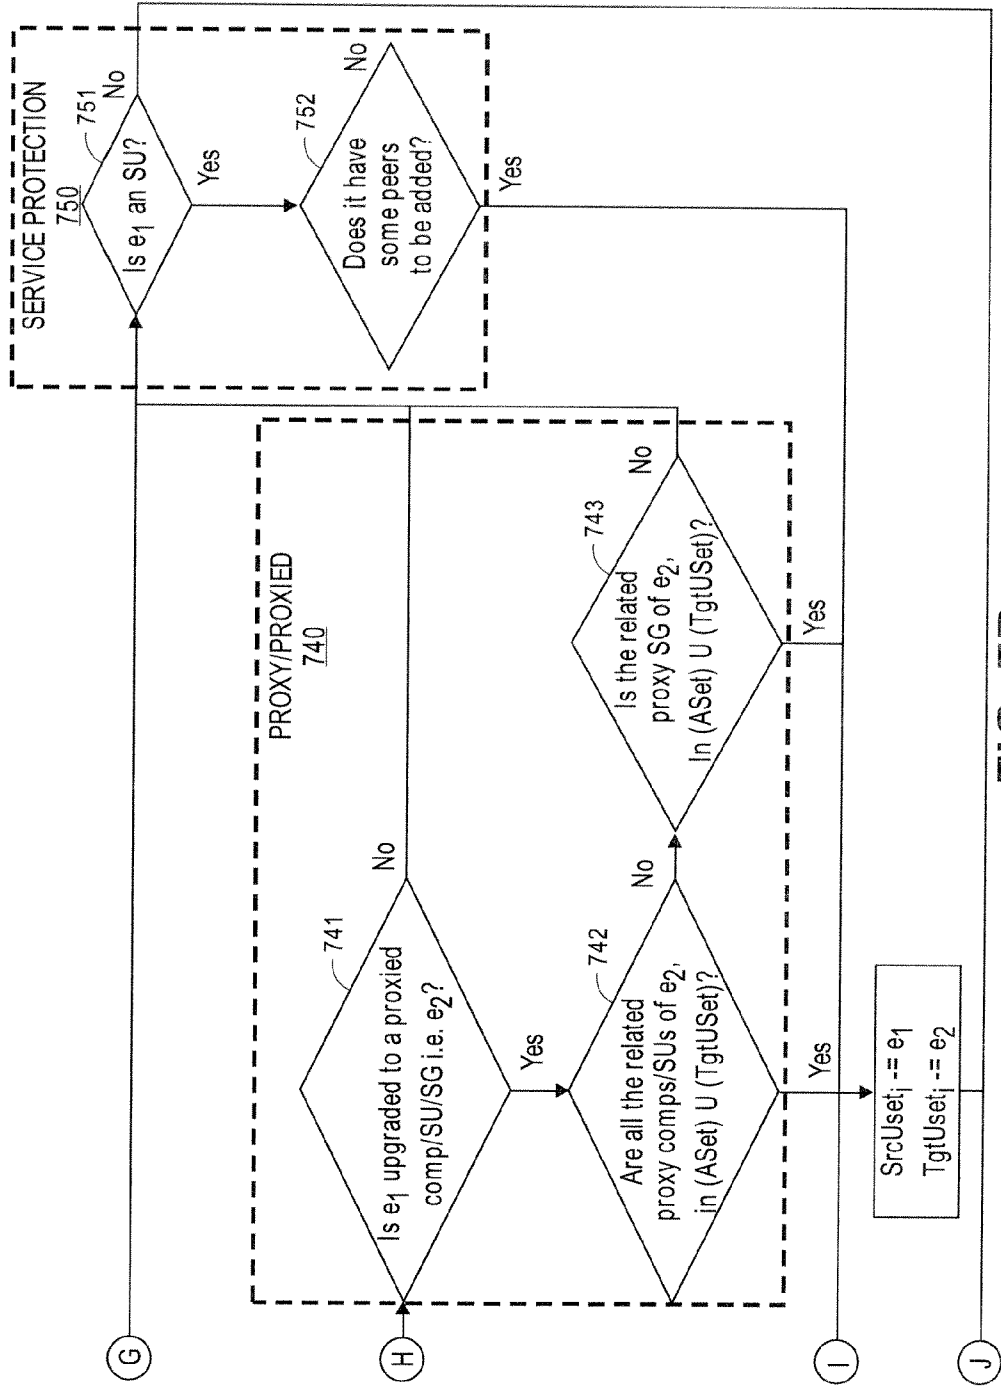 SERVICE PROTECTION
750
751
Is e1 an SU?
No
Yes
752
Does it have
some peers
to be added?
No
Yes
PROXY/PROXIED
740
741
Is e1 upgraded to a proxied
comp/SU/SG i.e. e2?
No
Yes
742
Are all the related
proxy comps/SUs of e2,
in (ASet) U (TgtUSet)?
No
Yes
743
Is the related
proxy SG of e2,
In (ASet) U (TgtUSet)?
No
Yes
SrcUseti -= e1
TgtUseti -= e2
G
H
I
J